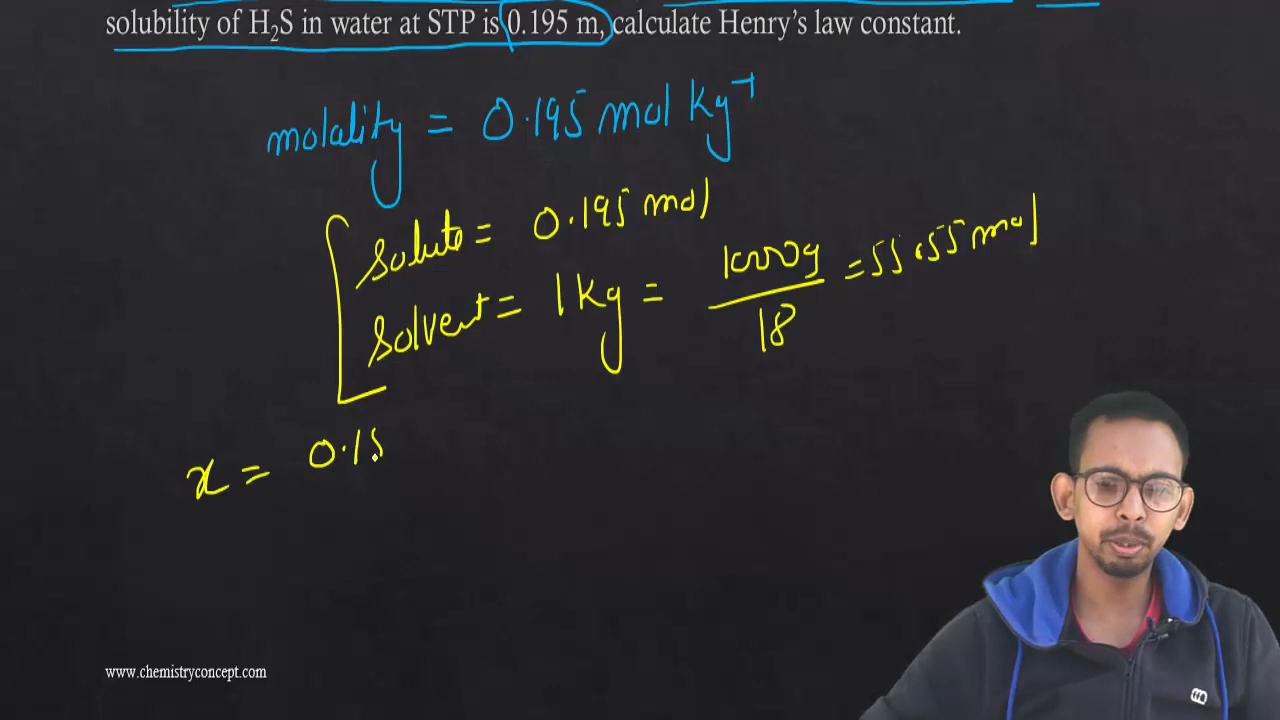 solubility of H₂S in water at STP is 0.195 m, calculate Henry’s law constant.
molality = 0.195 mol kg⁻¹
solute = 0.195 mol
solvent = 1 kg = 1000g / 18 = 55.55 mol
x = 0.19
www.chemistryconcept.com